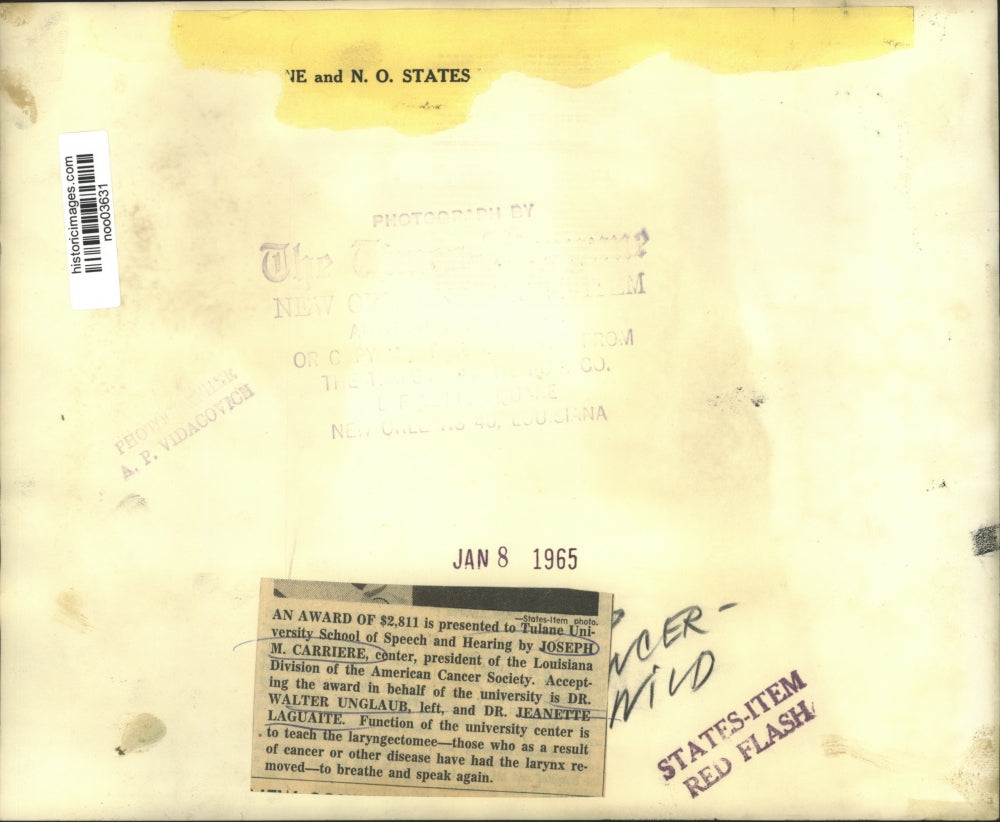 NE and N. O. STATES
historicimages.com
noo03631
PHOTOGRAPH BY
The
NEW
FROM
OR
CO.
LOUISIANA
A. P. VIDACOVICH
JAN 8 1965
—States-Item photo.
AN AWARD OF $2,811 is presented to Tulane Uni-
versity School of Speech and Hearing by JOSEPH
M. CARRIERE, center, president of the Louisiana
Division of the American Cancer Society. Accept-
ing the award in behalf of the university is DR.
WALTER UNGLAUB, left, and DR. JEANETTE
LAGUAITE. Function of the university center is
to teach the laryngectomee—those who as a result
of cancer or other disease have had the larynx re-
moved—to breathe and speak again.
NCER-
STATES-ITEM
RED FLASH